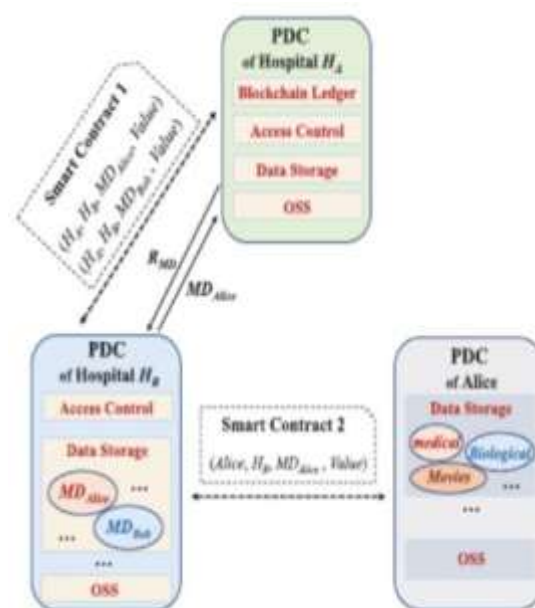 PDC
of Hospital H_A
Blockchain Ledger
Access Control
Data Storage
OSS
Smart Contract 1
(H_A, H_B, MD_Alice, Value)
(H_A, H_B, MD_Bob, Value)
R_MD
MD_Alice
PDC
of Hospital H_B
Access Control
Data Storage
MD_Alice ...
... MD_Bob
...
OSS
Smart Contract 2
(Alice, H_B, MD_Alice, Value)
PDC
of Alice
Data Storage
medical
Biological
Movies
...
...
OSS